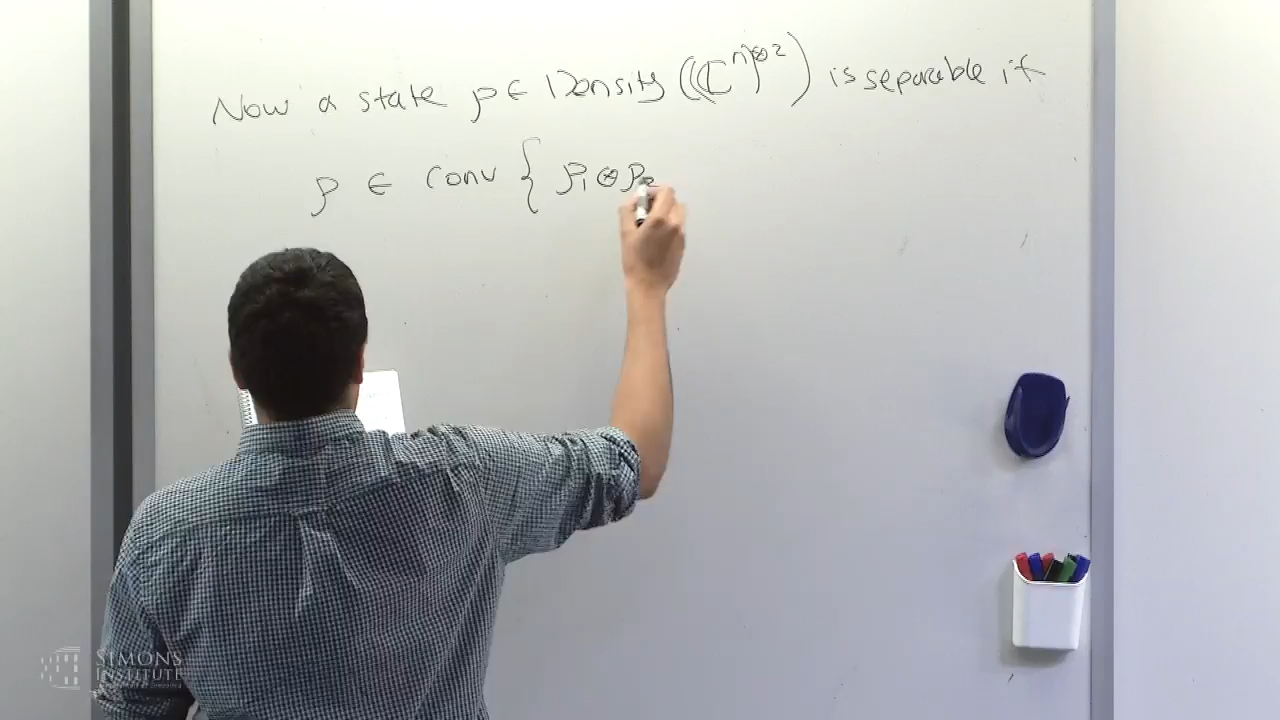 Now a state ρ ∈ Density ((ℂⁿ)^⊗2) is separable if
ρ ∈ Conv { ρ₁ ⊗ ρ₂
SIMONS
INSTITUTE